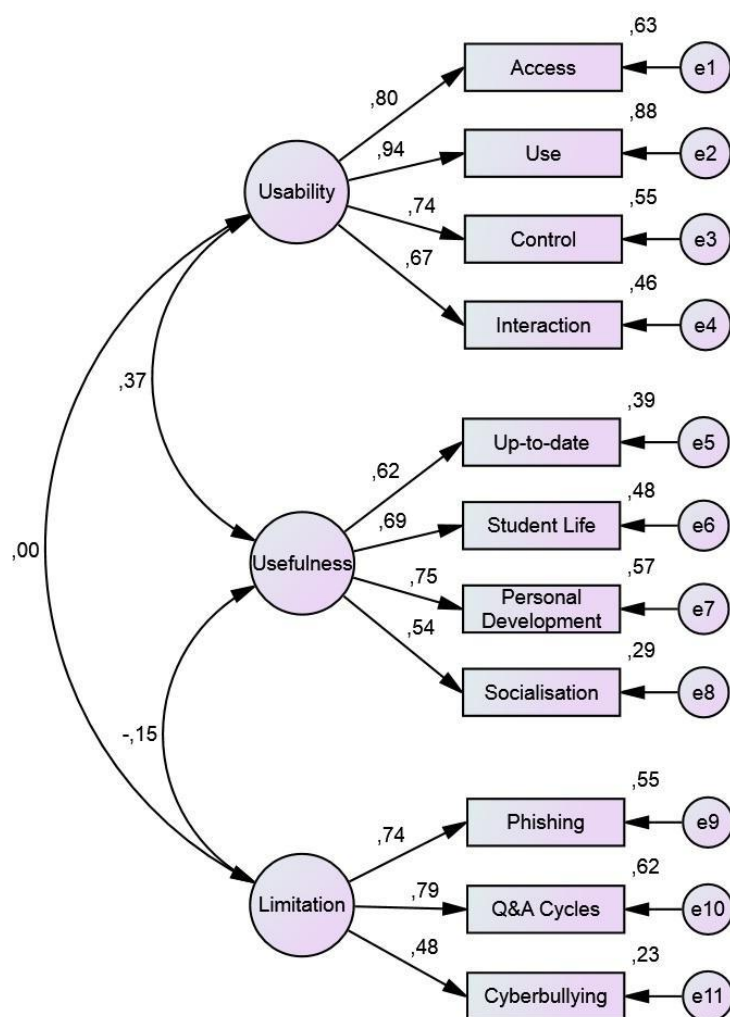 ,63
Access
e1
,80
,88
,94
Use
e2
Usability
,74
,55
Control
e3
,67
,46
Interaction
e4
,37
,39
Up-to-date
e5
,62
,48
,69
Student Life
e6
,00
Usefulness
,57
,75
Personal
Development
e7
,54
,29
Socialisation
e8
-,15
,55
Phishing
e9
,74
,62
Limitation
,79
Q&A Cycles
e10
,48
,23
Cyberbullying
e11